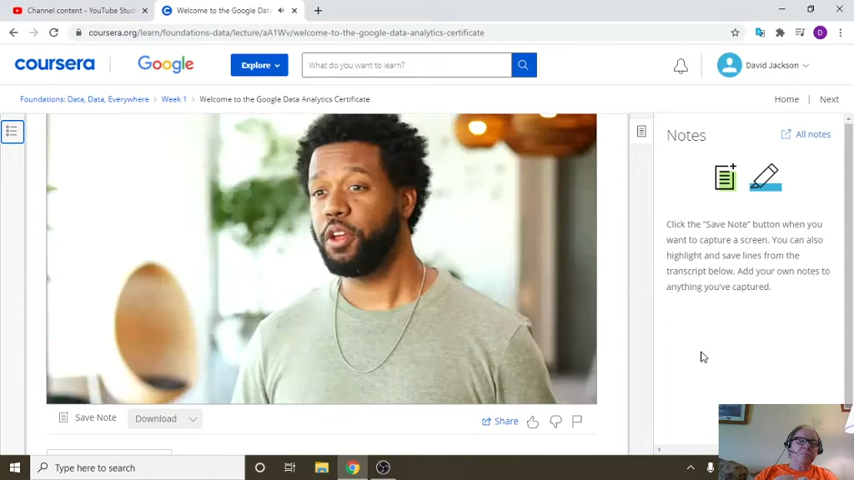 Channel content - YouTube Stud
Welcome to the Google Data
coursera.org/learn/foundations-data/lecture/aA1Wv/welcome-to-the-google-data-analytics-certificate
D
coursera
Google
Explore
What do you want to learn?
David Jackson
Foundations: Data, Data, Everywhere
Week 1
Welcome to the Google Data Analytics Certificate
Home
Next
Notes
All notes
Click the "Save Note" button when you
want to capture a screen. You can also
highlight and save lines from the
transcript below. Add your own notes to
anything you've captured.
Save Note
Download
Share
Type here to search